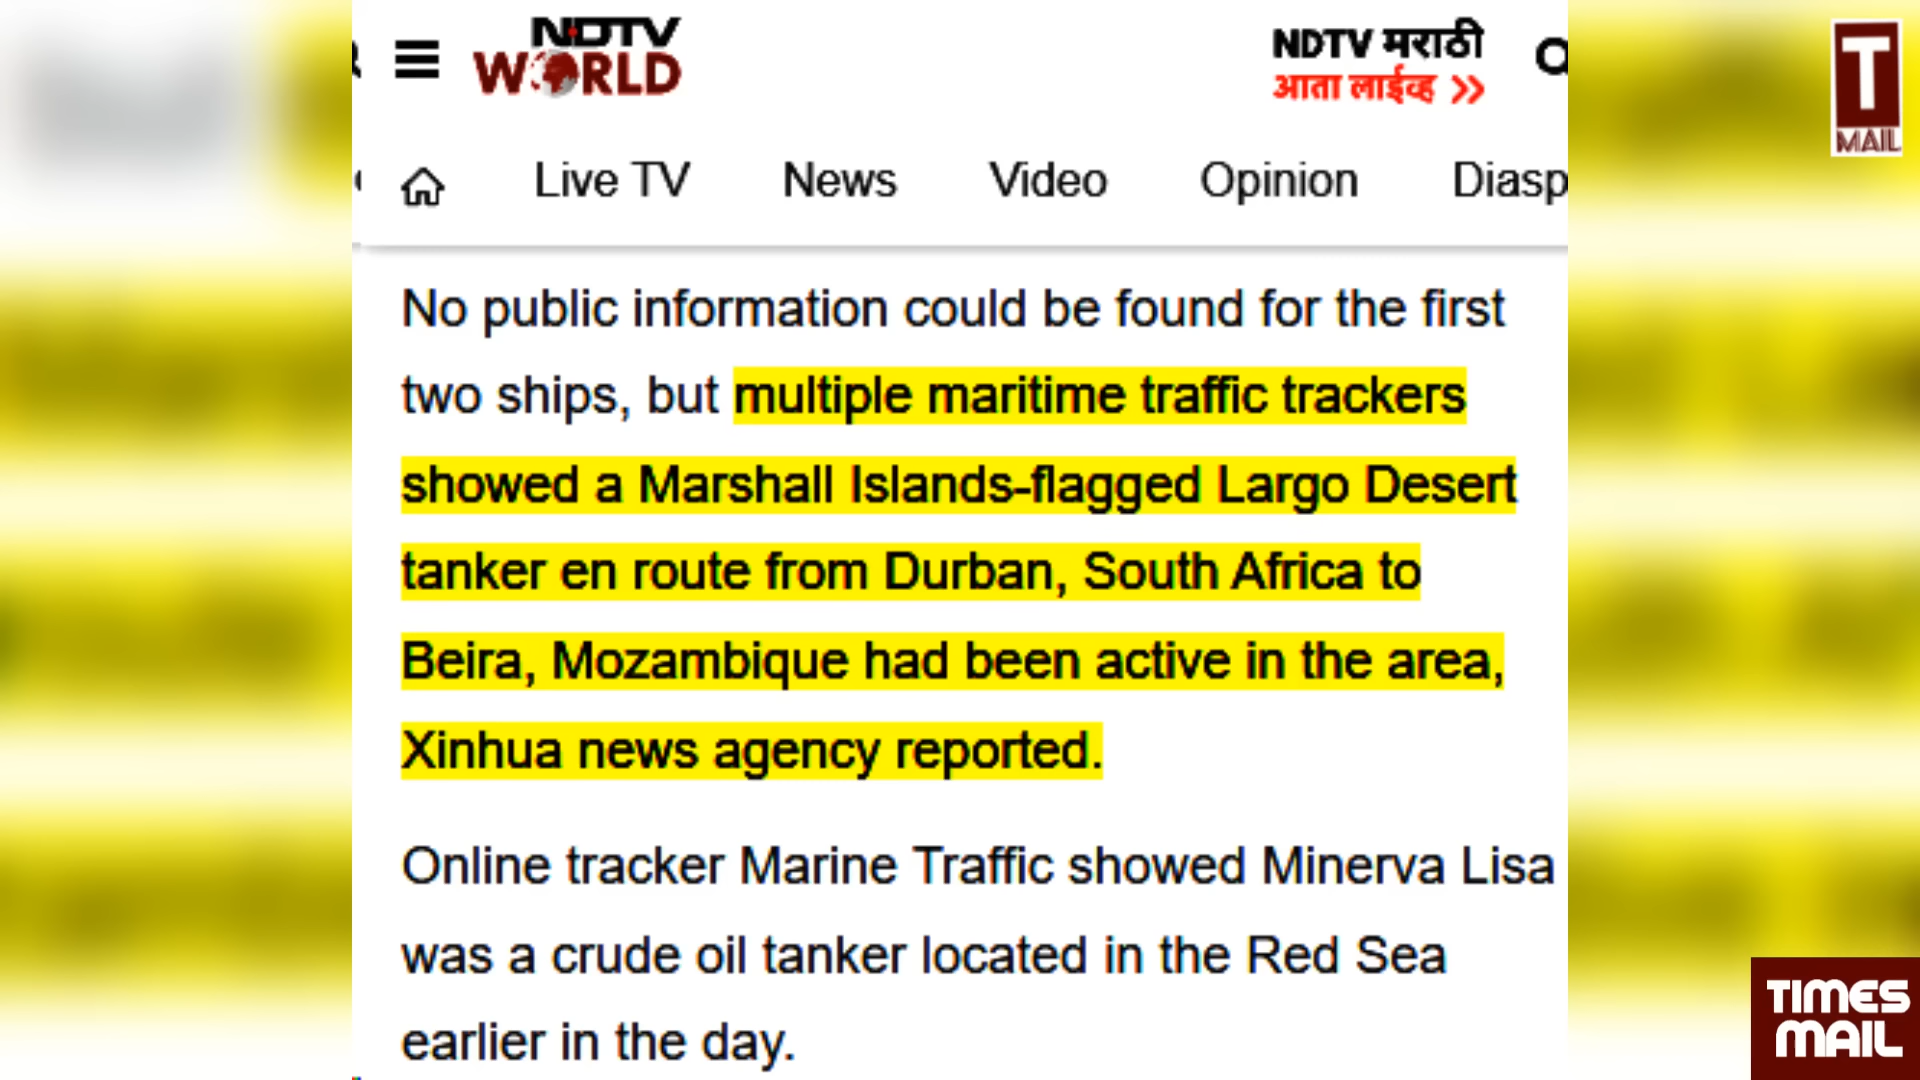 NDTV
WORLD
NDTV मराठी
आता लाईव्ह >>
T
MAIL
Live TV News Video Opinion Diasp
No public information could be found for the first
two ships, but multiple maritime traffic trackers
showed a Marshall Islands-flagged Largo Desert
tanker en route from Durban, South Africa to
Beira, Mozambique had been active in the area,
Xinhua news agency reported.
Online tracker Marine Traffic showed Minerva Lisa
was a crude oil tanker located in the Red Sea
earlier in the day.
TIMES
MAIL